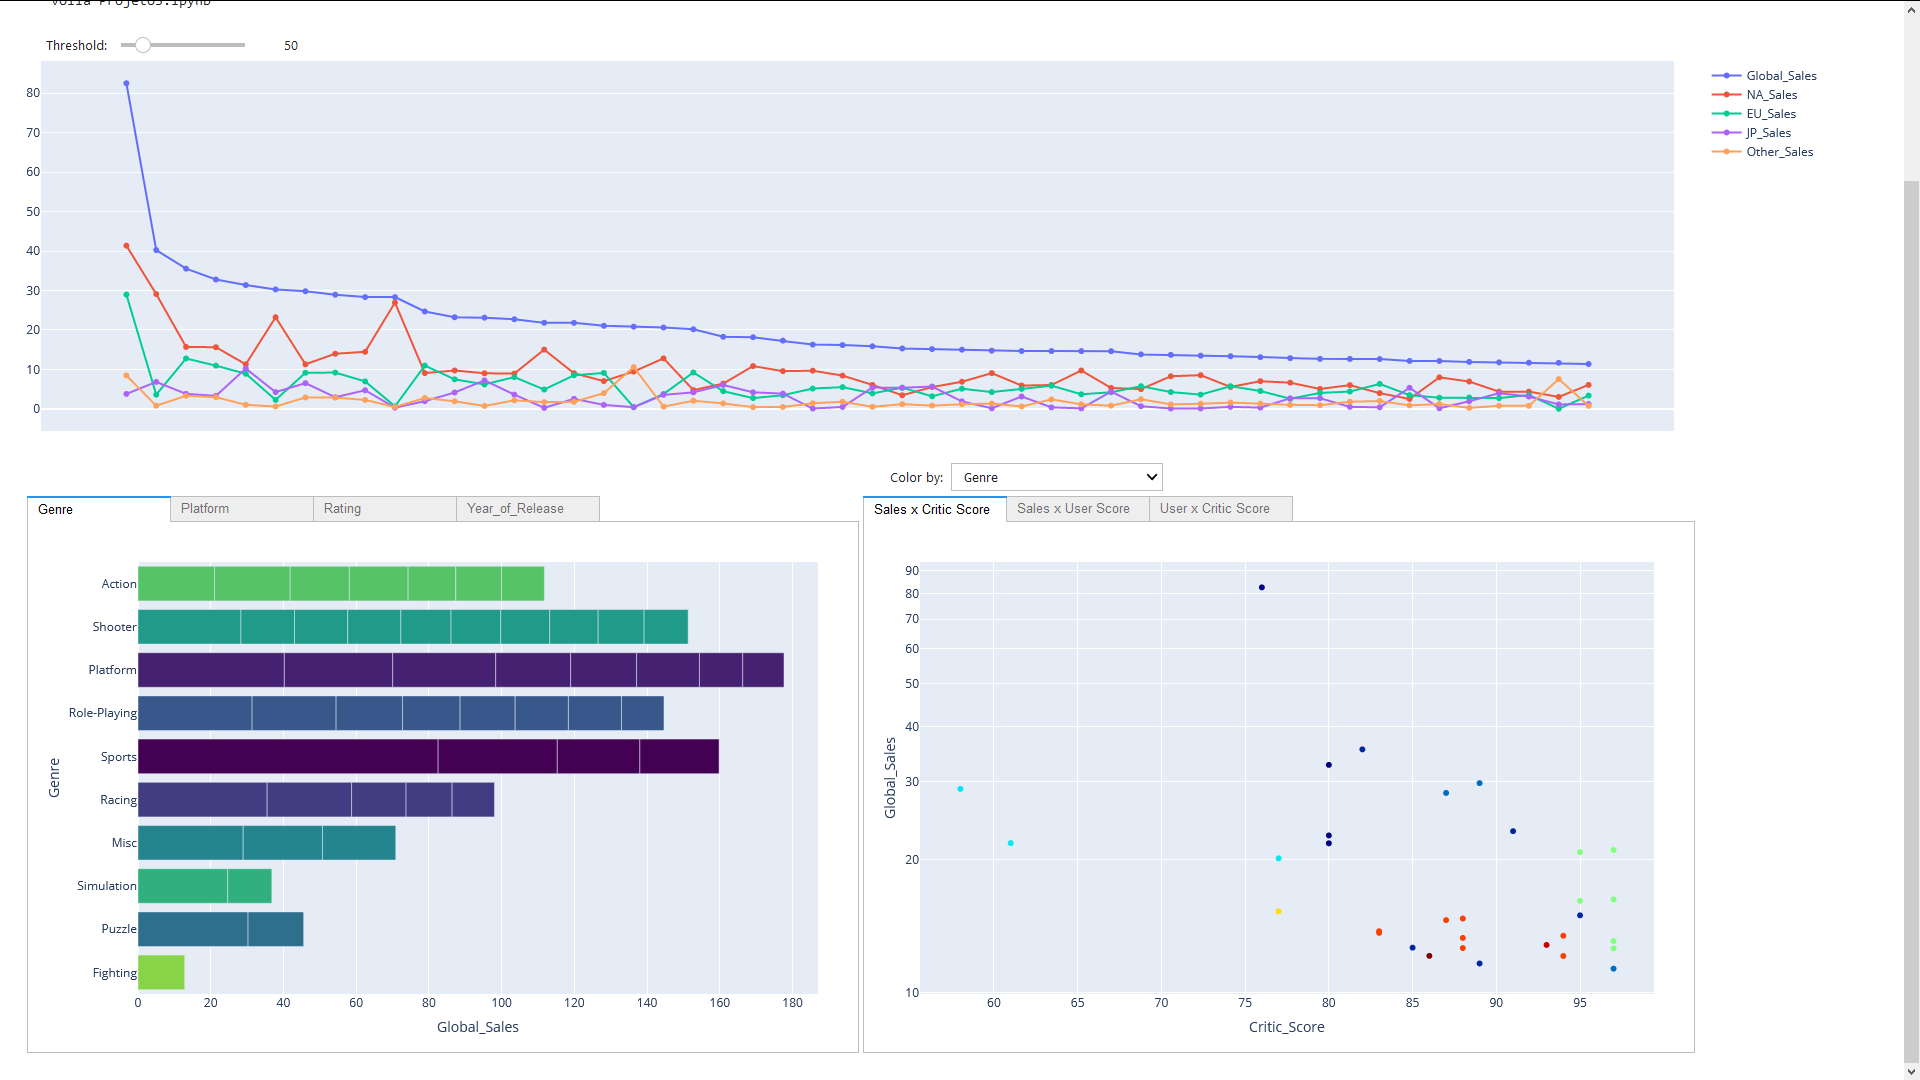 voila Projeto3.ipynb
Threshold: 50
80
70
60
50
40
30
20
10
0
Global_Sales
NA_Sales
EU_Sales
JP_Sales
Other_Sales
Color by: Genre
Genre Platform Rating Year_of_Release
Action
Shooter
Platform
Role-Playing
Sports
Racing
Misc
Simulation
Puzzle
Fighting
Genre
0 20 40 60 80 100 120 140 160 180
Global_Sales
Sales x Critic Score Sales x User Score User x Critic Score
90
80
70
60
50
40
30
20
10
Global_Sales
60 65 70 75 80 85 90 95
Critic_Score